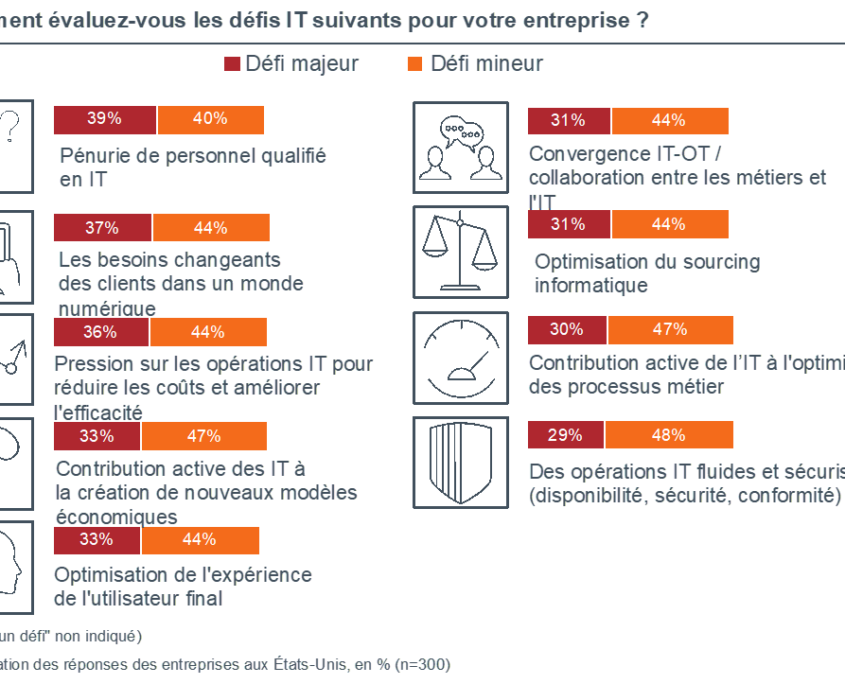 ment évaluez-vous les défis IT suivants pour votre entreprise ?
Défi majeur
Défi mineur
39% 40%
Pénurie de personnel qualifié
en IT
37% 44%
Les besoins changeants
des clients dans un monde
numérique
36% 44%
Pression sur les opérations IT pour
réduire les coûts et améliorer
l'efficacité
33% 47%
Contribution active des IT à
la création de nouveaux modèles
économiques
33% 44%
Optimisation de l'expérience
de l'utilisateur final
31% 44%
Convergence IT-OT /
collaboration entre les métiers et
l'IT
31% 44%
Optimisation du sourcing
informatique
30% 47%
Contribution active de l’IT à l'optimi
des processus métier
29% 48%
Des opérations IT fluides et sécuris
(disponibilité, sécurité, conformité)
un défi" non indiqué)
ation des réponses des entreprises aux États-Unis, en % (n=300)